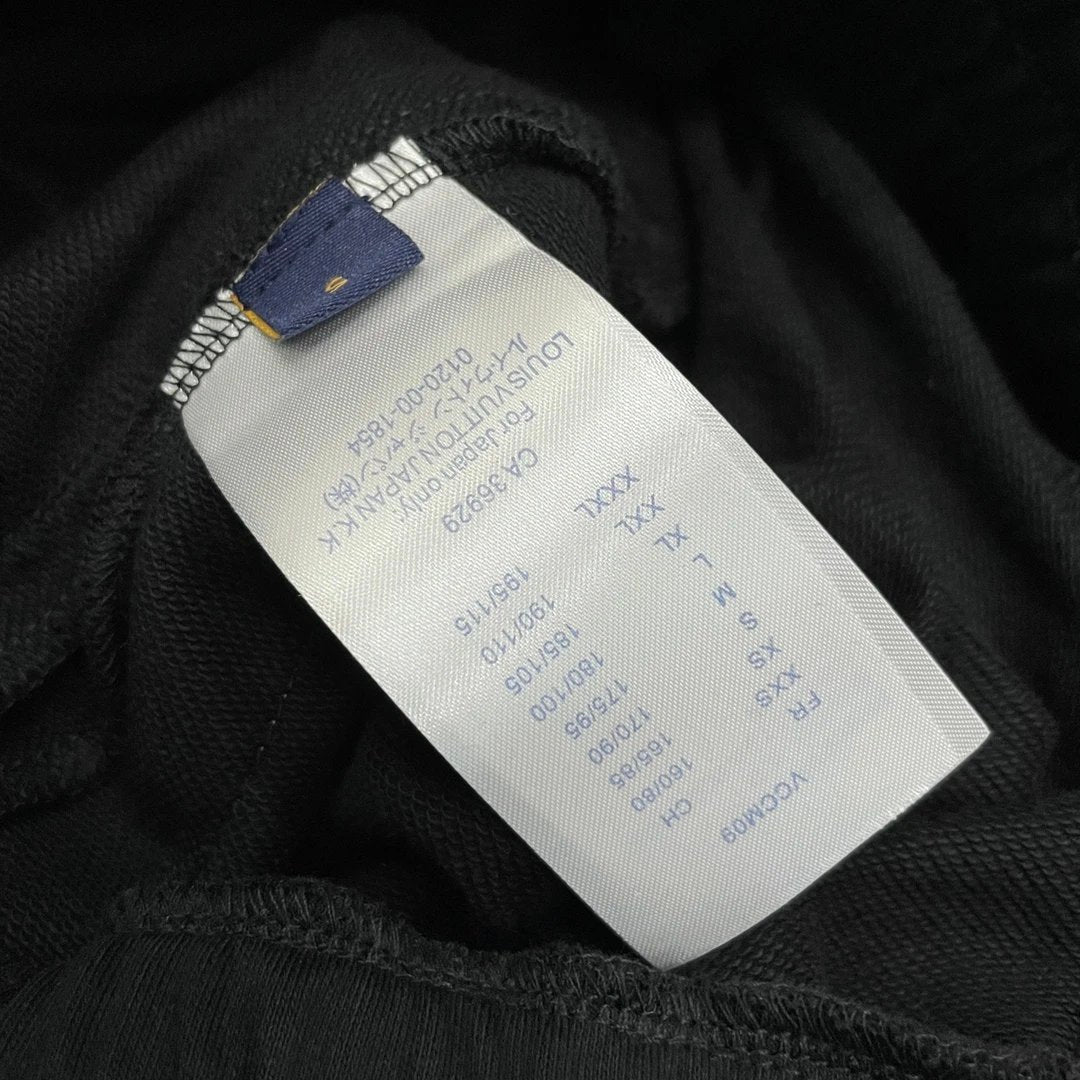 VCCM09
FR CH
XXS 160/80
XS 165/85
S 170/90
M 175/95
L 180/100
XL 185/105
XXL 190/110
XXXL 195/115
CA 36929
For Japan only:
LOUISVUITTONJAPAN K.K
ルイ・ヴィトン ジャパン(株)
0120-00-1854